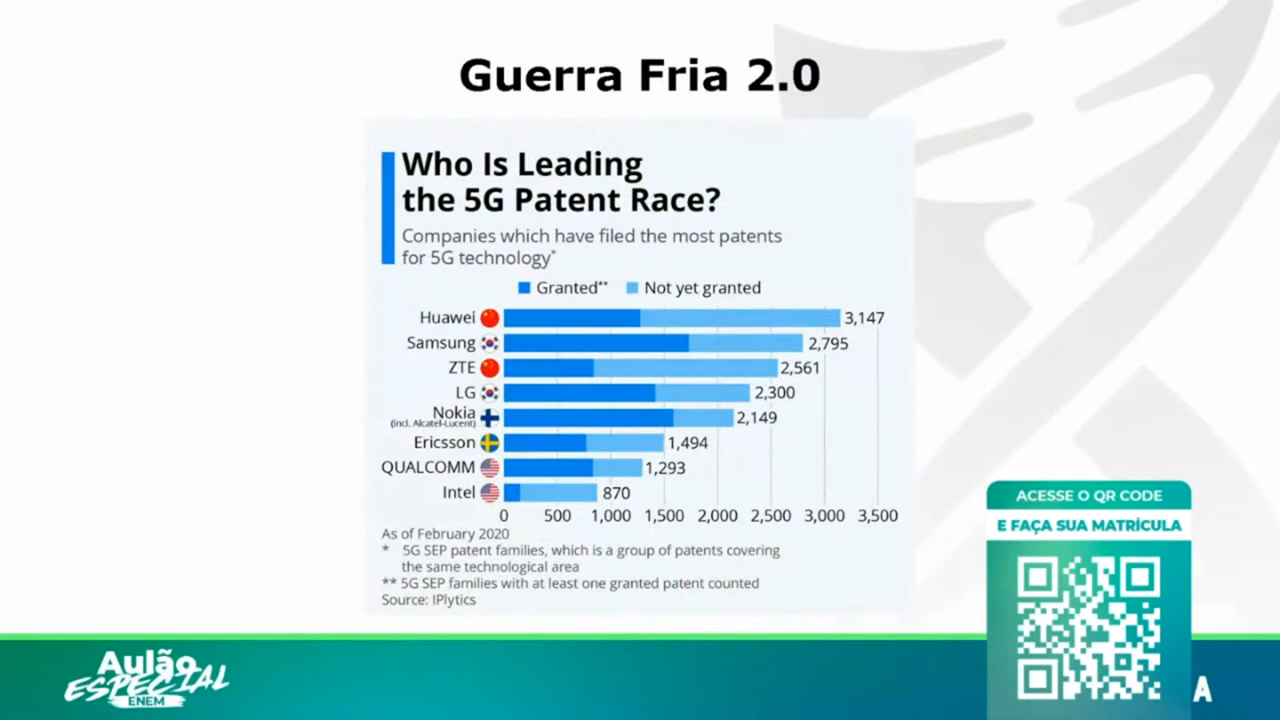 Guerra Fria 2.0
Who Is Leading
the 5G Patent Race?
Companies which have filed the most patents
for 5G technology*
Granted** Not yet granted
Huawei 3,147
Samsung 2,795
ZTE 2,561
LG 2,300
Nokia 2,149
(incl. Alcatel-Lucent)
Ericsson 1,494
QUALCOMM 1,293
Intel 870
0 500 1,000 1,500 2,000 2,500 3,000 3,500
As of February 2020
* 5G SEP patent families, which is a group of patents covering
the same technological area
** 5G SEP families with at least one granted patent counted
Source: IPlytics
ACESSE O QR CODE
E FAÇA SUA MATRÍCULA
Aulão
ESPECIAL
ENEM
A